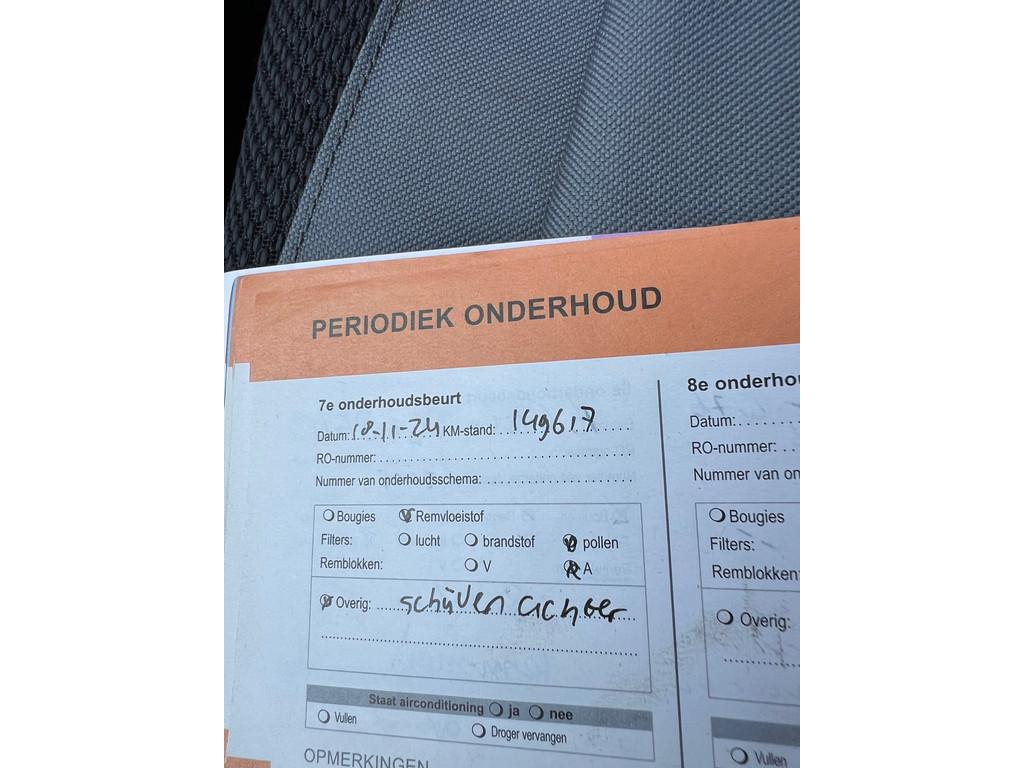 PERIODIEK ONDERHOUD
7e onderhoudsbeurt
Datum: 18-11-24 KM-stand: 149617
RO-nummer:
Nummer van onderhoudsschema:
Bougies Remvloeistof
Filters: lucht brandstof pollen
Remblokken: V A
Overig: schijven achter
Staat airconditioning ja nee
Vullen Droger vervangen
OPMERKINGEN
8e onderhou
Datum:
RO-nummer:
Nummer van on
Bougies
Filters:
Remblokken:
Overig:
Vullen